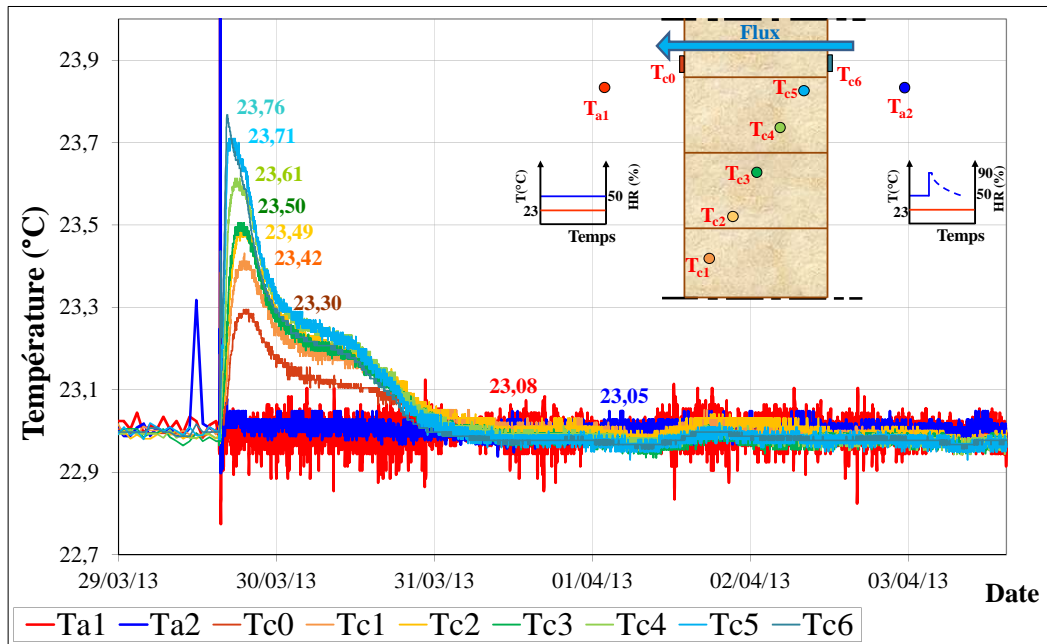 Température (°C)
23,9
23,7
23,5
23,3
23,1
22,9
22,7
29/03/13
30/03/13
31/03/13
01/04/13
02/04/13
03/04/13
Date
23,76
23,71
23,61
23,50
23,49
23,42
23,30
23,08
23,05
Flux
Tc0
Tc6
Ta1
Tc5
Ta2
Tc4
Tc3
Tc2
Tc1
T(°C)
23
50
HR (%)
Temps
T(°C)
23
90
50
HR (%)
Temps
Ta1 Ta2 Tc0 Tc1 Tc2 Tc3 Tc4 Tc5 Tc6